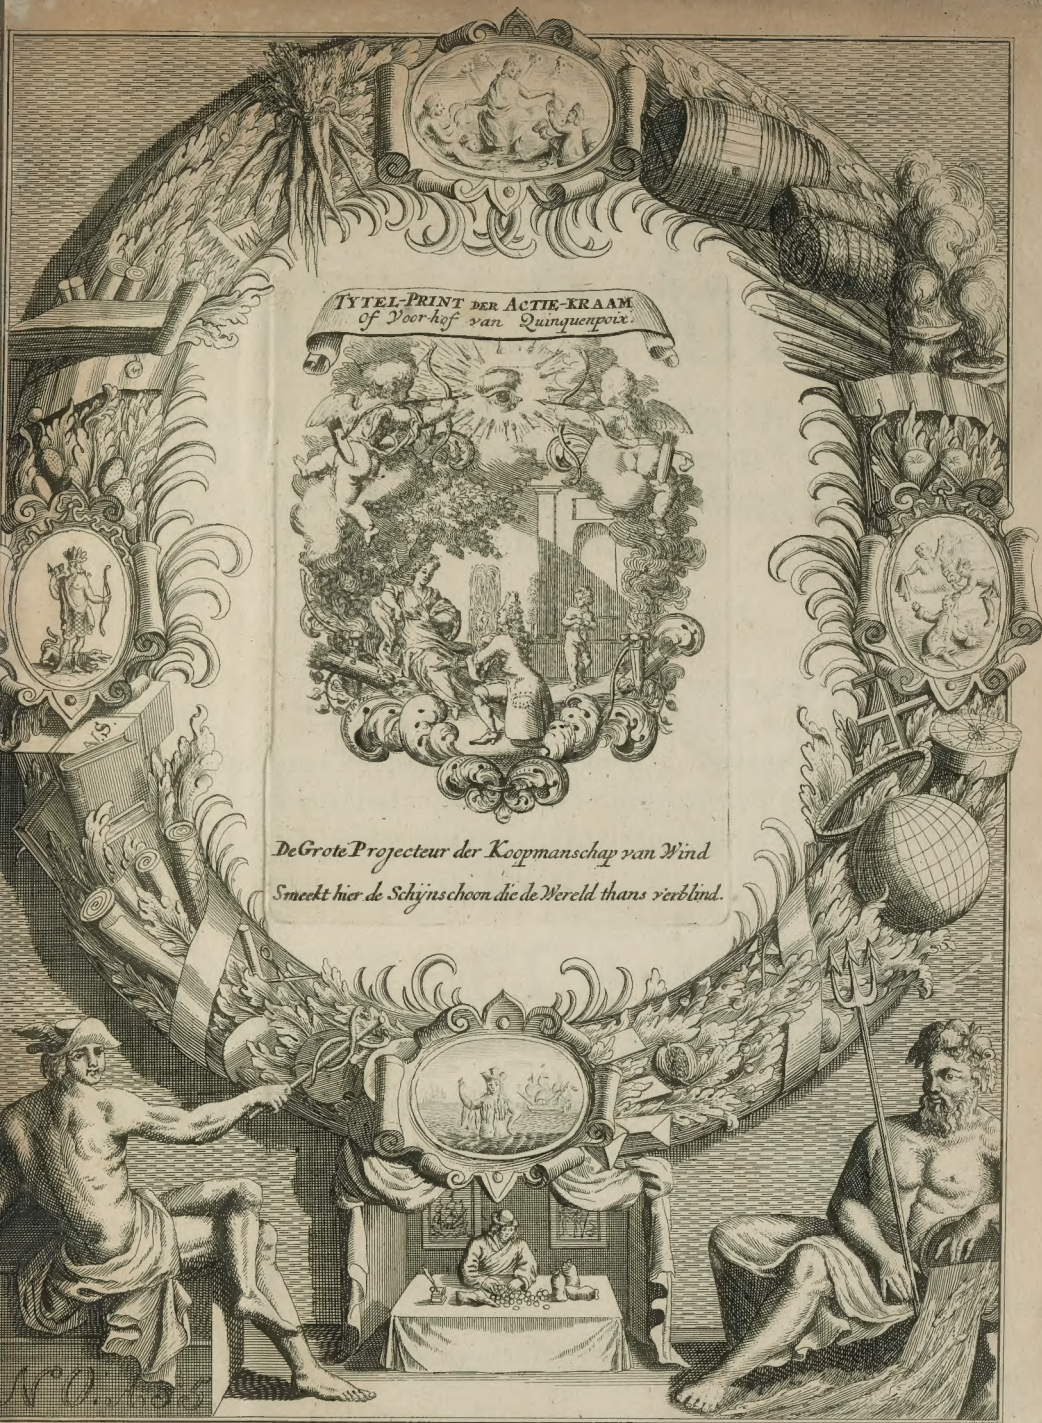 TYTEL-PRINT DER ACTIE-KRAAM
of Voor-hof van Quinquenpoix.
De Grote Projecteur der Koopmanschap van Wind
Smeekt hier de Schijnschoon die de Wereld thans verblind.